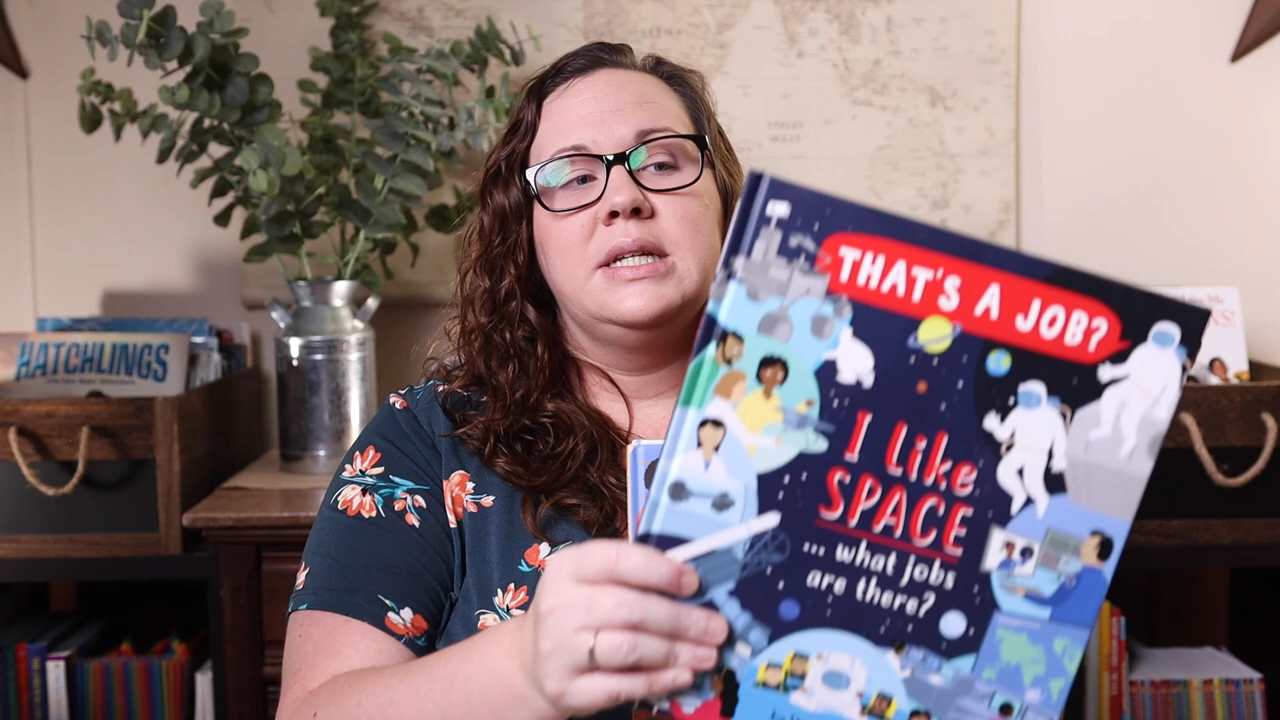 HATCHLINGS
THAT'S A JOB?
I Like
SPACE
... what jobs
are there?